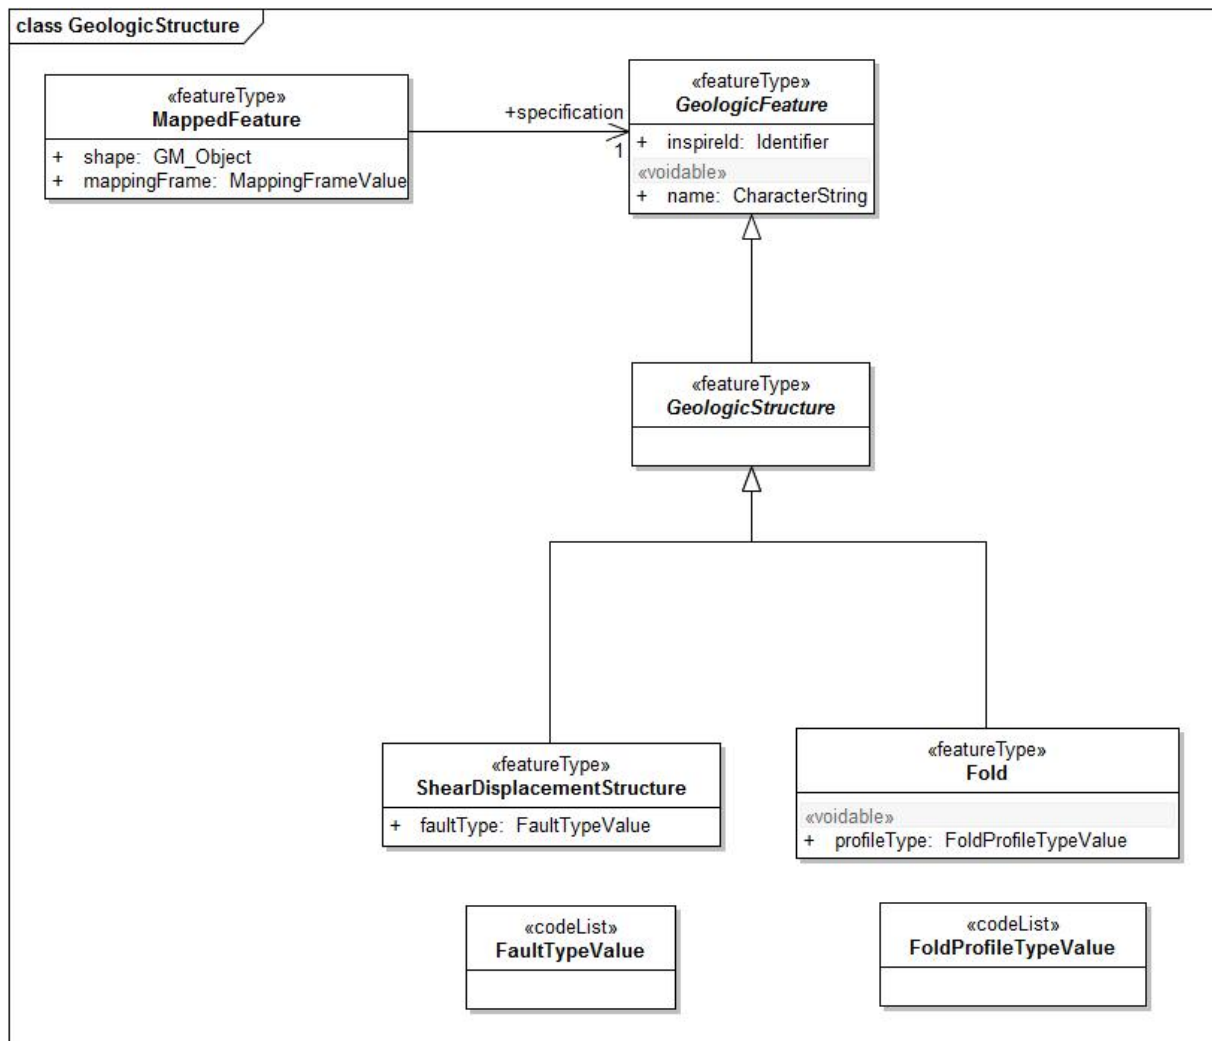 class GeologicStructure
«featureType»
MappedFeature
+ shape: GM_Object
+ mappingFrame: MappingFrameValue
+specification
1
«featureType»
GeologicFeature
+ inspireId: Identifier
«voidable»
+ name: CharacterString
«featureType»
GeologicStructure
«featureType»
ShearDisplacementStructure
+ faultType: FaultTypeValue
«featureType»
Fold
«voidable»
+ profileType: FoldProfileTypeValue
«codeList»
FaultTypeValue
«codeList»
FoldProfileTypeValue